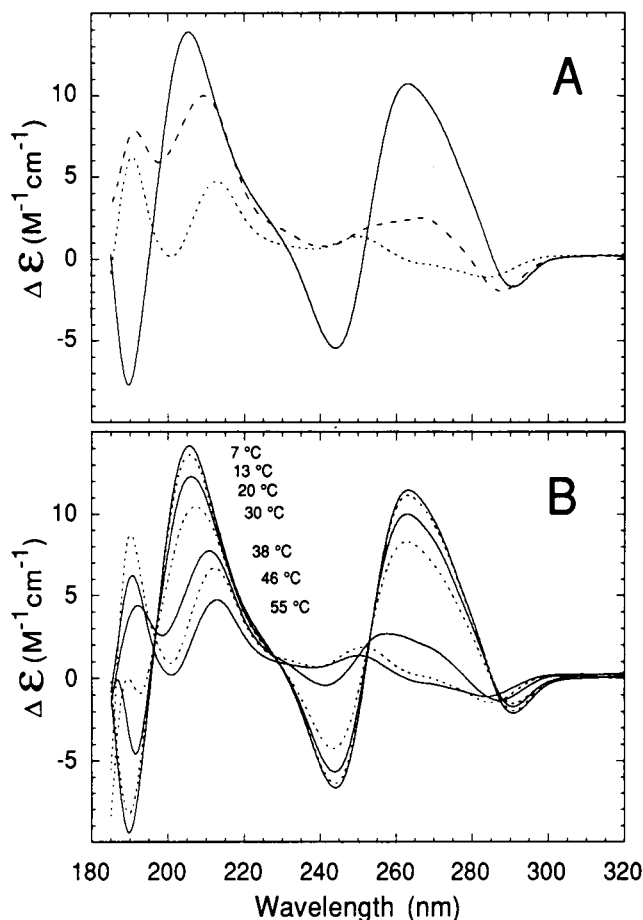 A
10
5
0
-5
Δ ε (M⁻¹cm⁻¹)
B
7 °C
13 °C
20 °C
30 °C
38 °C
46 °C
55 °C
10
5
0
-5
Δ ε (M⁻¹cm⁻¹)
180 200 220 240 260 280 300 320
Wavelength (nm)